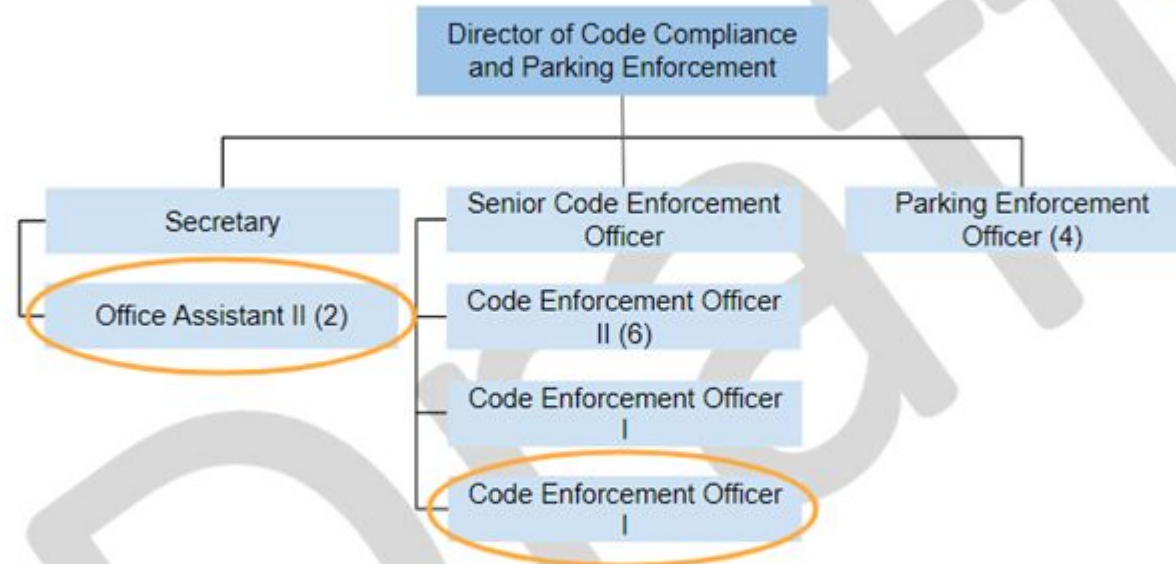 Director of Code Compliance
and Parking Enforcement
Secretary
Office Assistant II (2)
Senior Code Enforcement
Officer
Code Enforcement Officer
II (6)
Code Enforcement Officer
I
Code Enforcement Officer
I
Parking Enforcement
Officer (4)
Draft